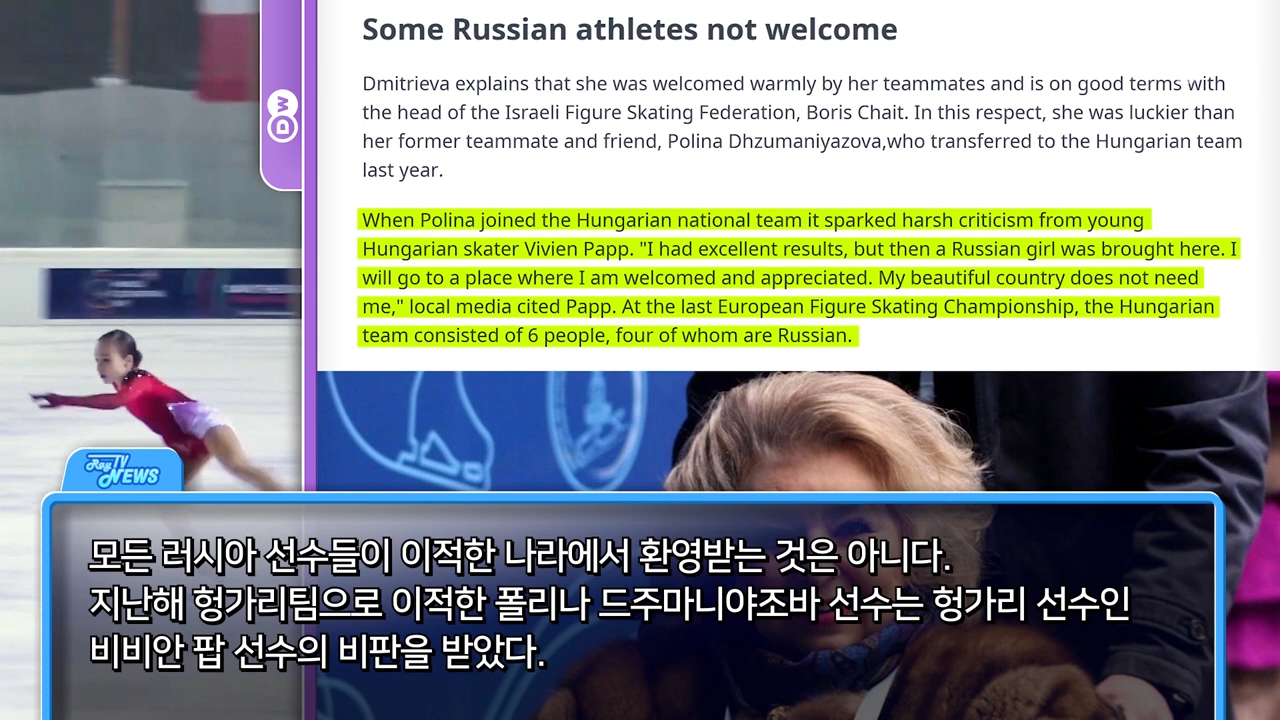 Some Russian athletes not welcome
Dmitrieva explains that she was welcomed warmly by her teammates and is on good terms with
the head of the Israeli Figure Skating Federation, Boris Chait. In this respect, she was luckier than
her former teammate and friend, Polina Dhzumaniyazova,who transferred to the Hungarian team
last year.
When Polina joined the Hungarian national team it sparked harsh criticism from young
Hungarian skater Vivien Papp. "I had excellent results, but then a Russian girl was brought here. I
will go to a place where I am welcomed and appreciated. My beautiful country does not need
me," local media cited Papp. At the last European Figure Skating Championship, the Hungarian
team consisted of 6 people, four of whom are Russian.
DW
RoyTV
NEWS
모든 러시아 선수들이 이적한 나라에서 환영받는 것은 아니다.
지난해 헝가리팀으로 이적한 폴리나 드주마니야조바 선수는 헝가리 선수인
비비안 팝 선수의 비판을 받았다.